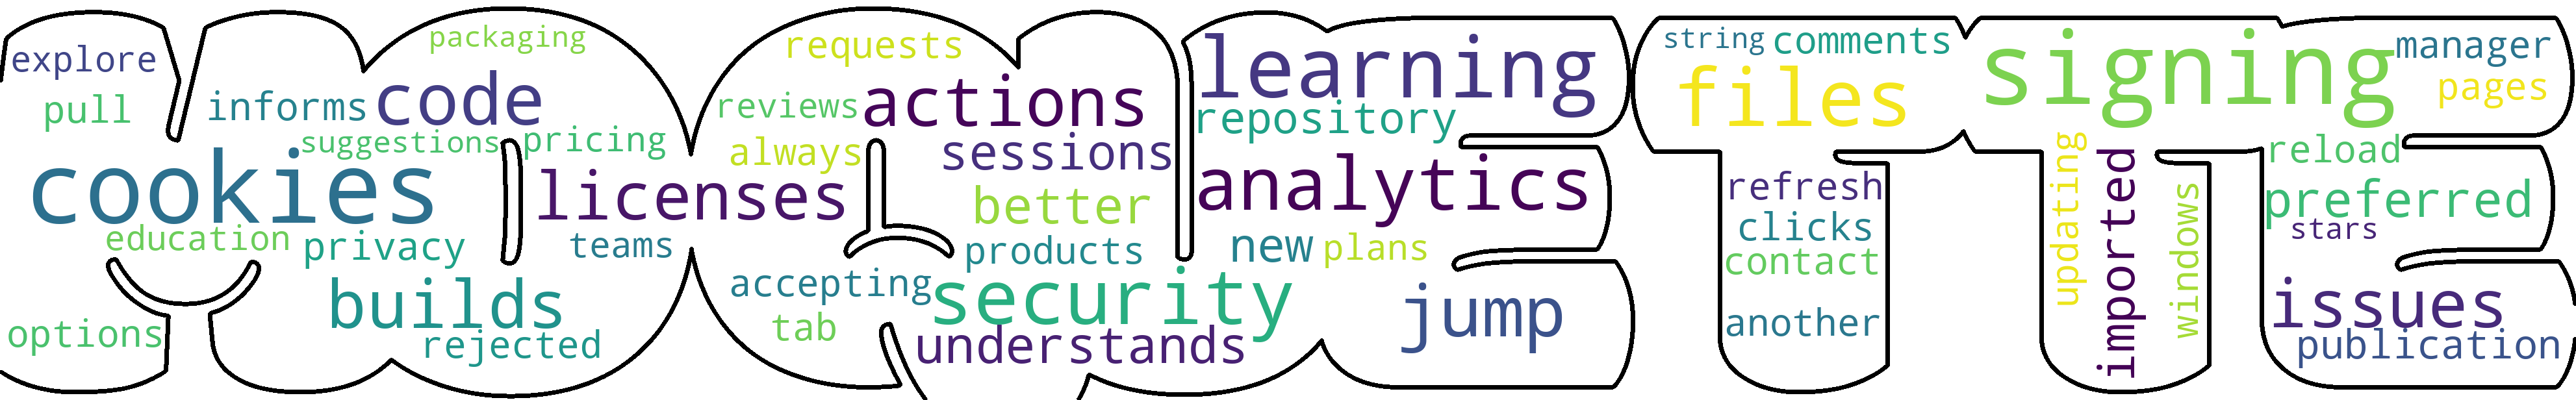 explore
pull
cookies
education
options
informs
code
packaging
suggestions
pricing
licenses
privacy
teams
builds
rejected
requests
reviews
actions
always
sessions
better
products
accepting
tab
security
understands
learning
repository
analytics
new
plans
jump
string
comments
files
refresh
clicks
contact
another
signing
updating
imported
windows
manager
pages
reload
preferred
stars
issues
publication